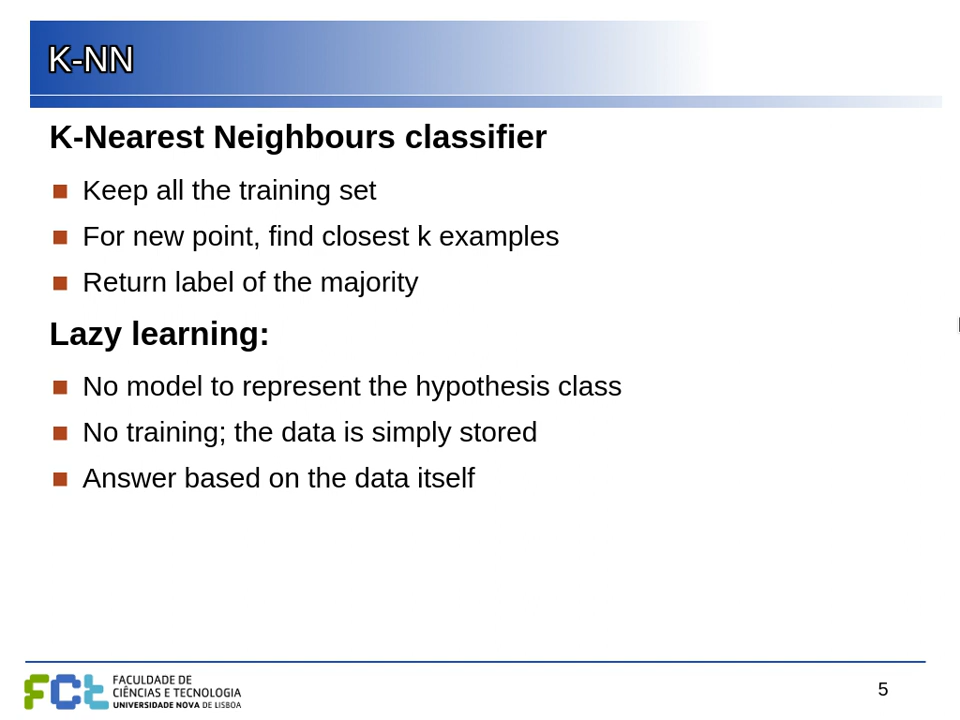 K-NN
K-Nearest Neighbours classifier
Keep all the training set
For new point, find closest k examples
Return label of the majority
Lazy learning:
No model to represent the hypothesis class
No training; the data is simply stored
Answer based on the data itself
FCt
FACULDADE DE
CIÊNCIAS E TECNOLOGIA
UNIVERSIDADE NOVA DE LISBOA
5